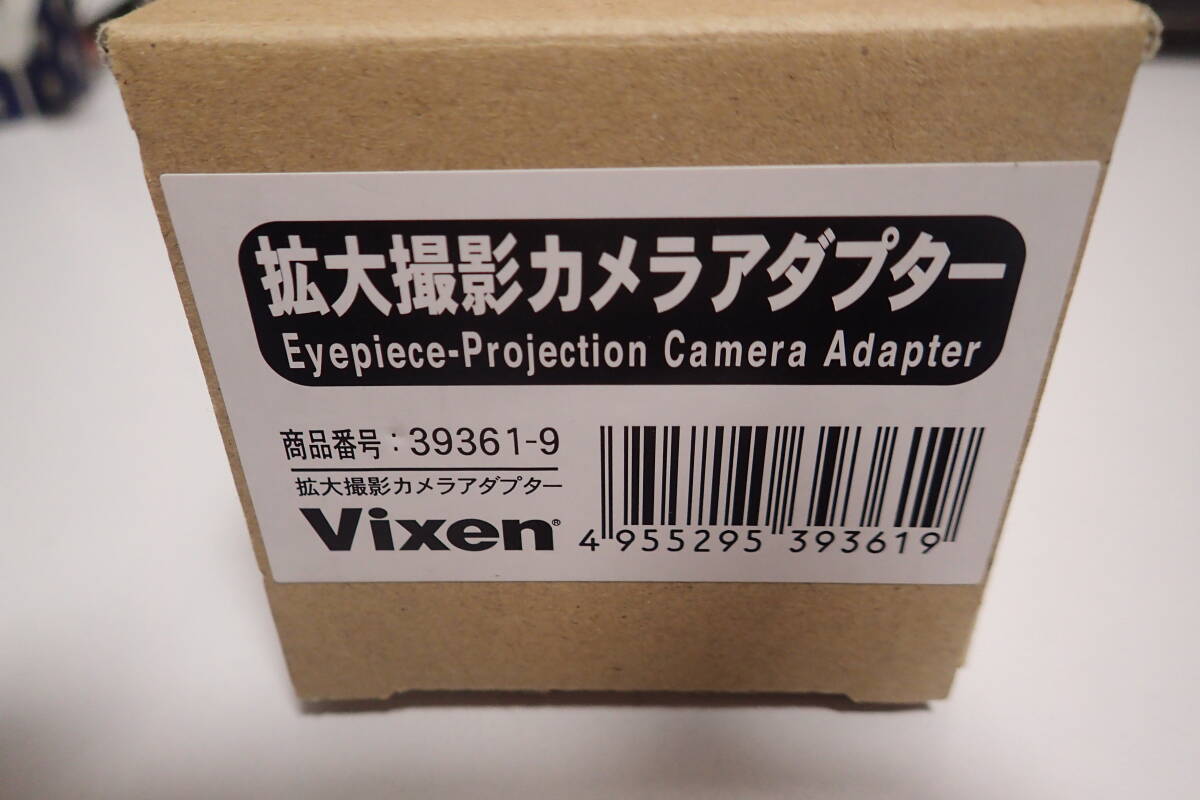 拡大撮影カメラアダプター
Eyepiece-Projection Camera Adapter
商品番号：39361-9
拡大撮影カメラアダプター
Vixen®
4 955295 393619